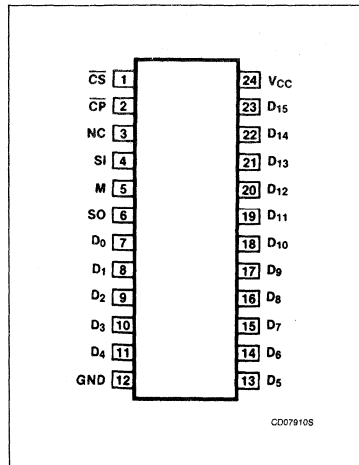 C̅S̅ 1 24 VCC
C̅P̅ 2 23 D15
NC 3 22 D14
SI 4 21 D13
M 5 20 D12
SO 6 19 D11
D0 7 18 D10
D1 8 17 D9
D2 9 16 D8
D3 10 15 D7
D4 11 14 D6
GND 12 13 D5
CD07910S